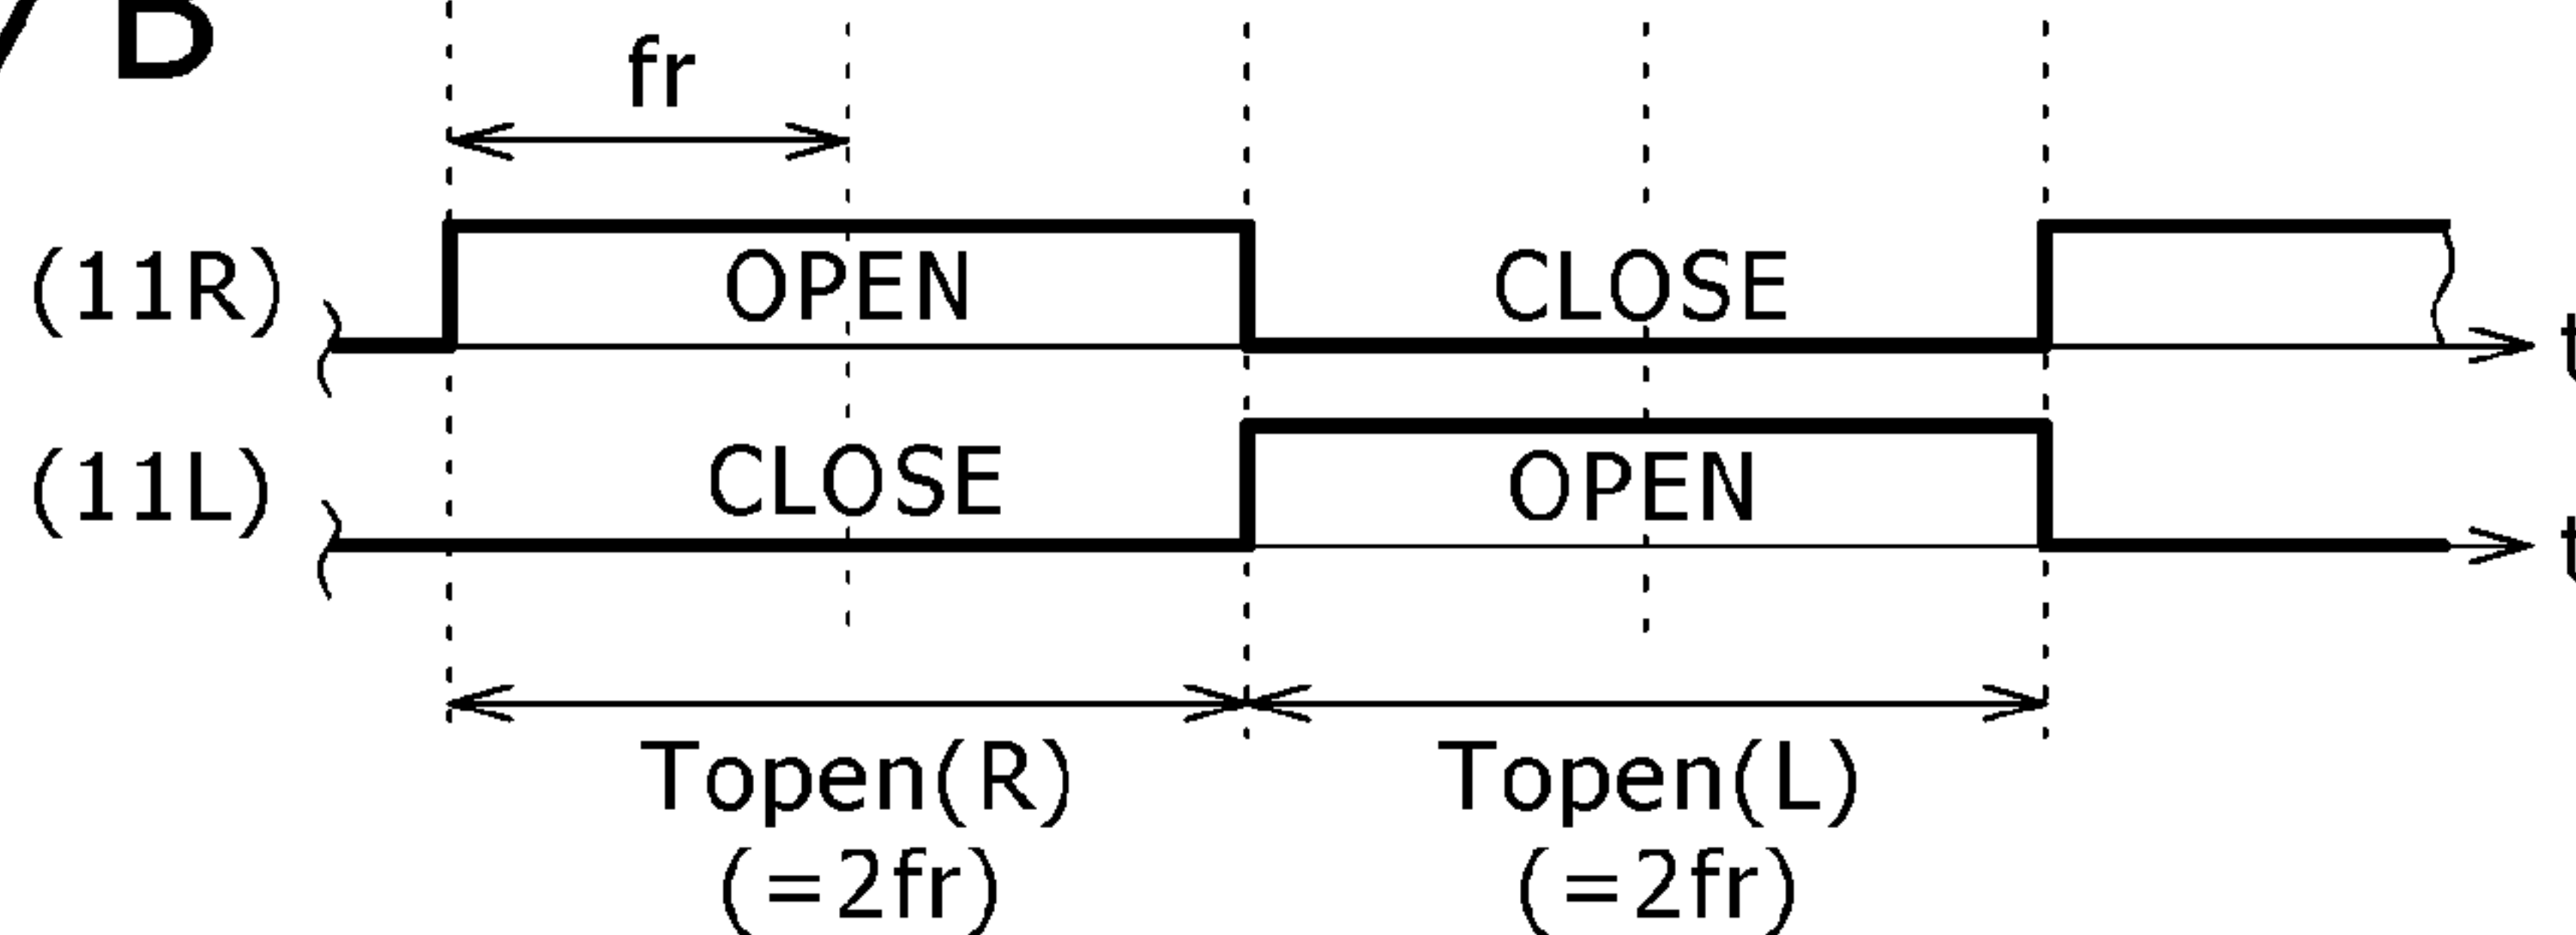 B
fr
(11R) OPEN CLOSE t
(11L) CLOSE OPEN t
Topen(R) Topen(L)
(=2fr) (=2fr)